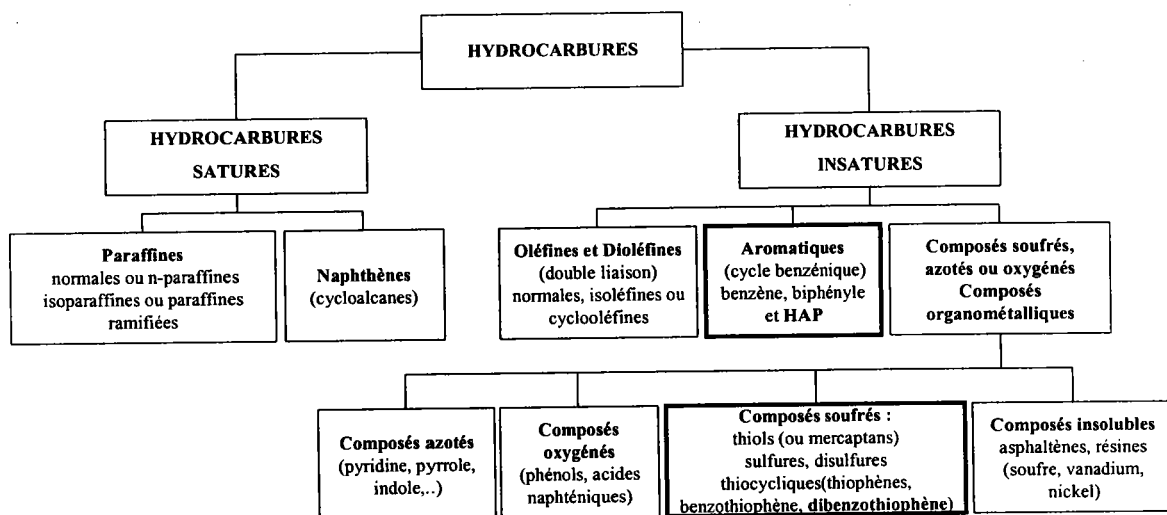 HYDROCARBURES
HYDROCARBURES
SATURES
HYDROCARBURES
INSATURES
Paraffines
normales ou n-paraffines
isoparaffines ou paraffines
ramifiées
Naphthènes
(cycloalcanes)
Oléfines et Dioléfines
(double liaison)
normales, isoléfines ou
cyclooléfines
Aromatiques
(cycle benzénique)
benzène, biphényle
et HAP
Composés soufrés,
azotés ou oxygénés
Composés
organométalliques
Composés azotés
(pyridine, pyrrole,
indole,..)
Composés
oxygénés
(phénols, acides
naphténiques)
Composés soufrés :
thiols (ou mercaptans)
sulfures, disulfures
thiocycliques(thiophènes,
benzothiophène, dibenzothiophène)
Composés insolubles
asphaltènes, résines
(soufre, vanadium,
nickel)